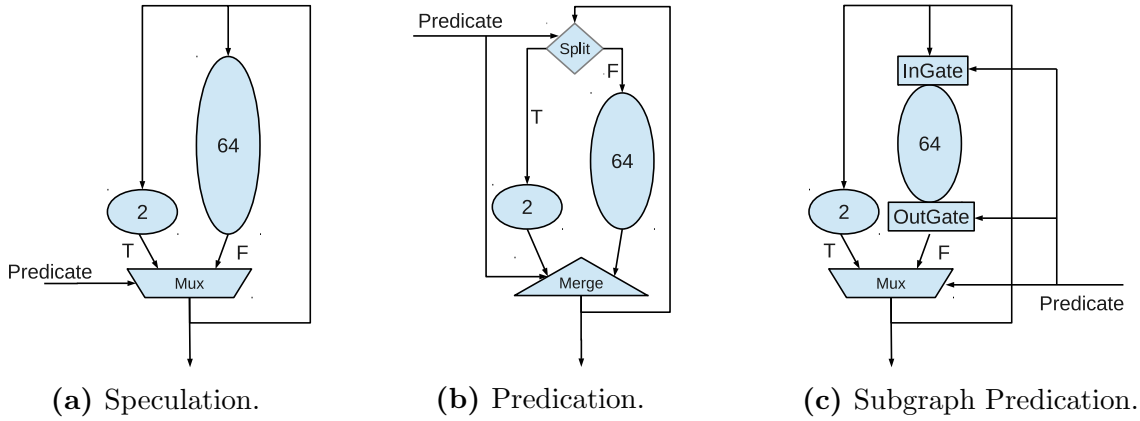 Predicate
2
64
T
F
Mux
(a) Speculation.
Predicate
Split
T
F
2
64
Merge
(b) Predication.
InGate
64
2
OutGate
T
F
Mux
Predicate
(c) Subgraph Predication.